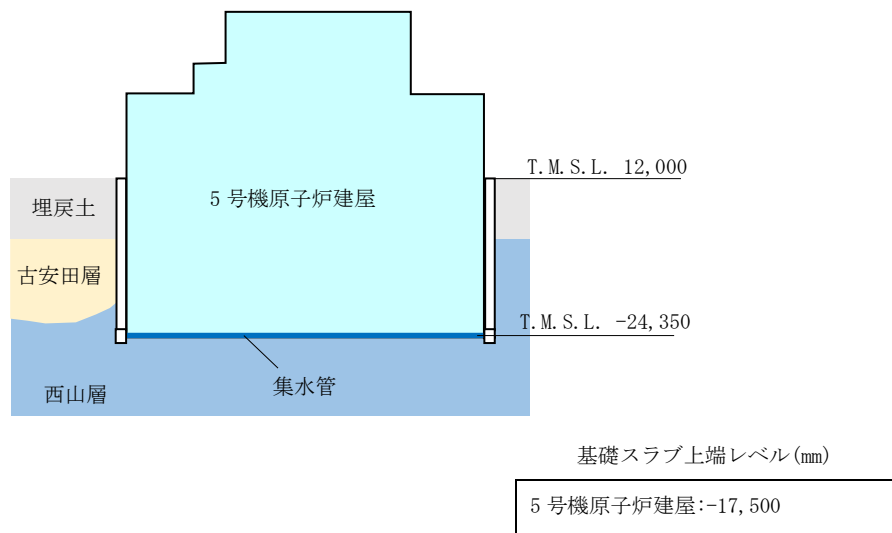 T.M.S.L. 12,000
5 号機原子炉建屋
埋戻土
古安田層
T.M.S.L. -24,350
集水管
西山層
基礎スラブ上端レベル(㎜)
5 号機原子炉建屋:-17,500